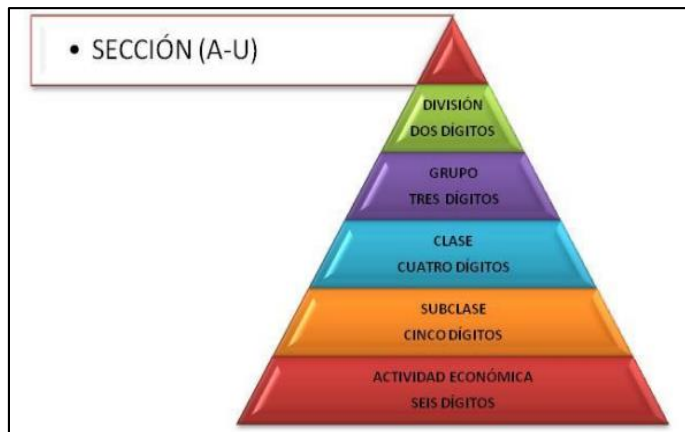 • SECCIÓN (A-U)
DIVISIÓN
DOS DÍGITOS
GRUPO
TRES DÍGITOS
CLASE
CUATRO DÍGITOS
SUBCLASE
CINCO DÍGITOS
ACTIVIDAD ECONÓMICA
SEIS DÍGITOS